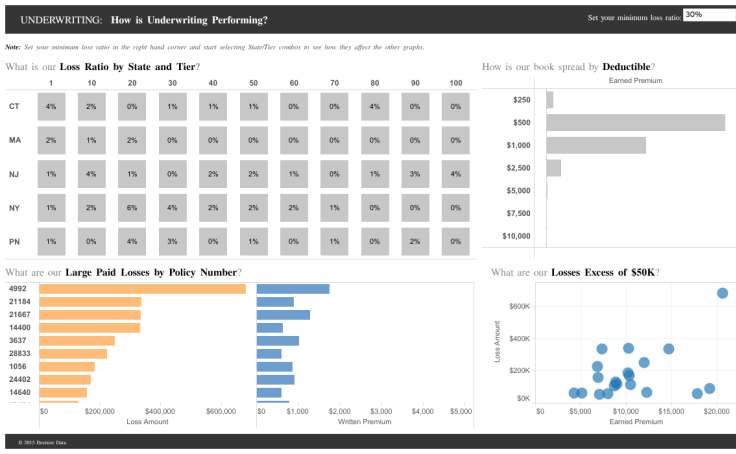 UNDERWRITING: How is Underwriting Performing?
Set your minimum loss ratio: 30%
Note: Set your minimum loss ratio in the right hand corner and start selecting State/Tier combos to see how they affect the other graphs.
What is our Loss Ratio by State and Tier?
1 10 20 30 40 50 60 70 80 90 100
CT 4% 2% 0% 1% 1% 1% 0% 0% 4% 0% 0%
MA 2% 1% 2% 0% 0% 0% 0% 0% 0% 0% 0%
NJ 1% 4% 1% 0% 2% 2% 1% 0% 1% 3% 4%
NY 1% 2% 6% 4% 2% 2% 2% 1% 0% 0% 0%
PN 1% 0% 4% 3% 0% 1% 0% 1% 0% 2% 0%
How is our book spread by Deductible?
Earned Premium
$250
$500
$1,000
$2,500
$5,000
$7,500
$10,000
What are our Large Paid Losses by Policy Number?
4992
21184
21667
14400
3637
28833
1056
24402
14640
$0 $200,000 $400,000 $600,000
Loss Amount
$0 $1,000 $2,000 $3,000 $4,000 $5,000
Written Premium
What are our Losses Excess of $50K?
Loss Amount
$600K
$400K
$200K
$0K
$0 $5,000 $10,000 $15,000 $20,000
Earned Premium
© 2015 Decisive Data